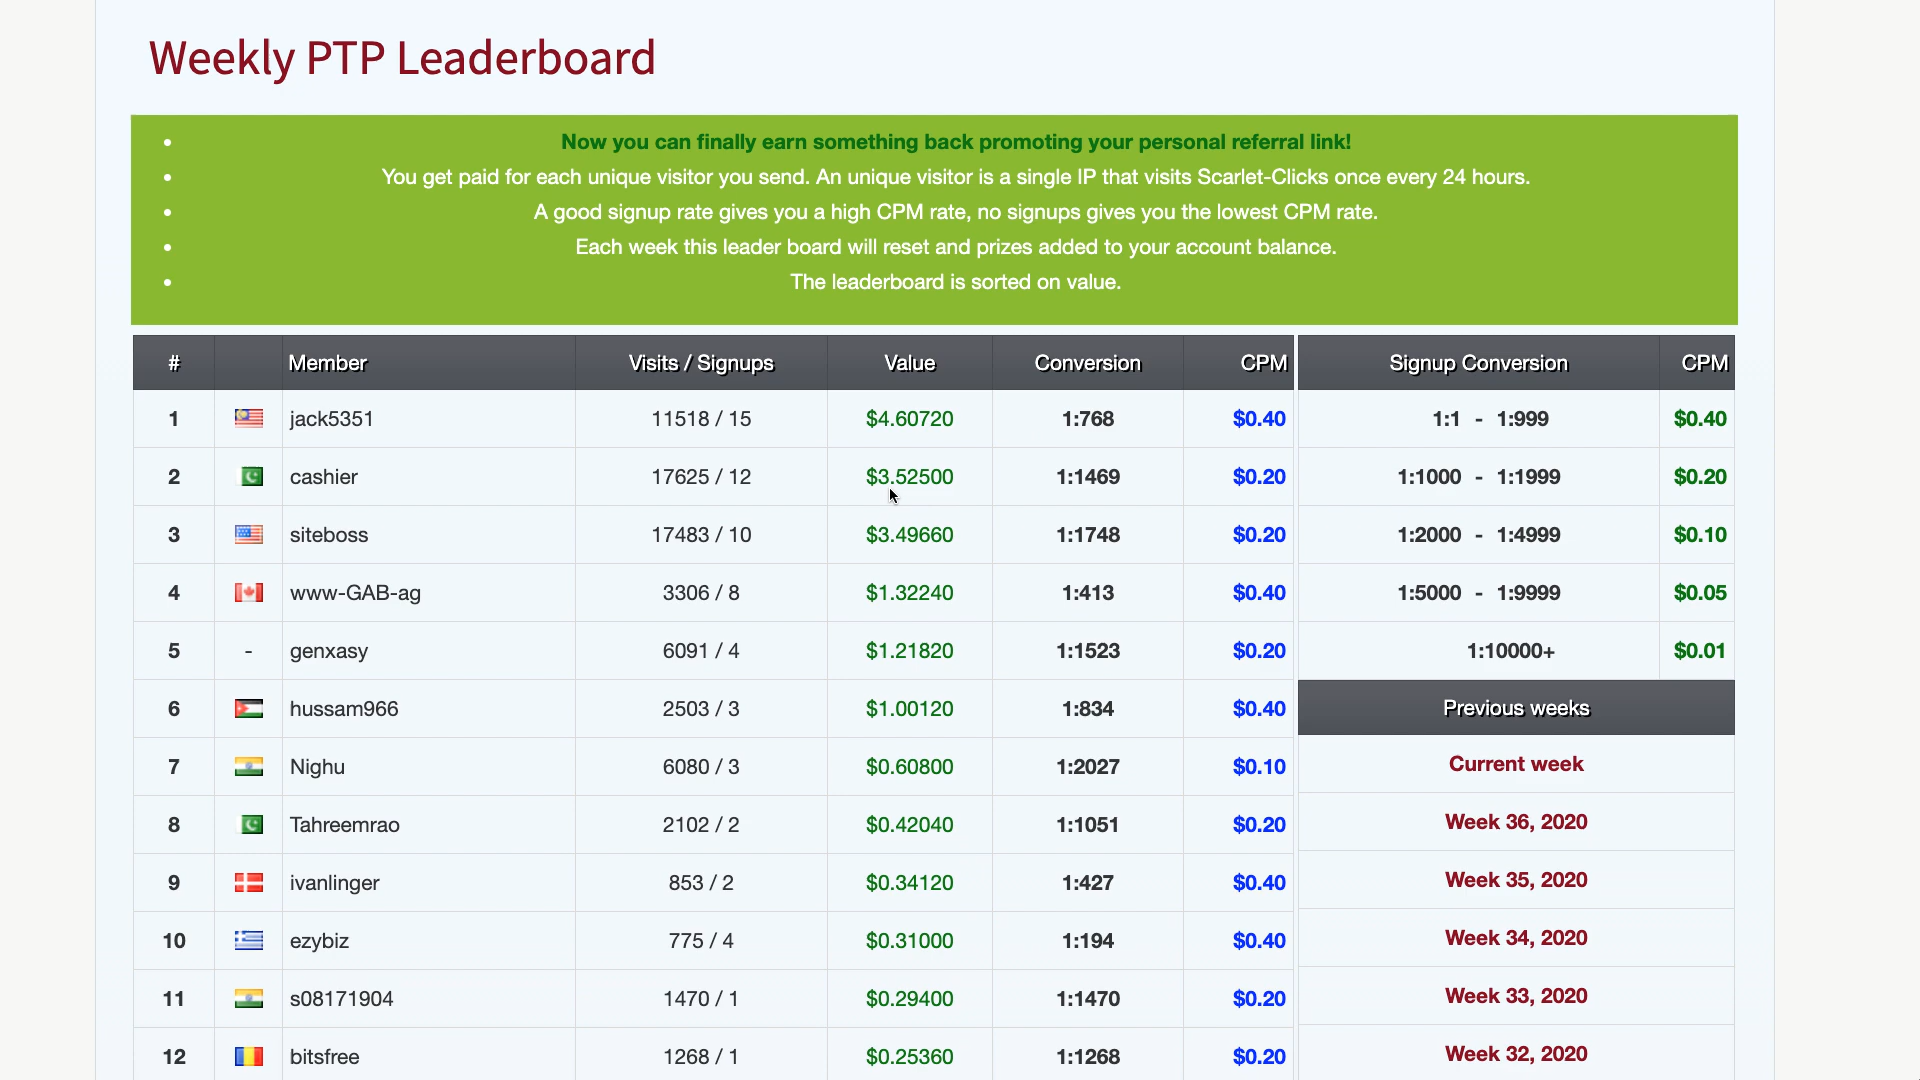 Weekly PTP Leaderboard
Now you can finally earn something back promoting your personal referral link!
You get paid for each unique visitor you send. An unique visitor is a single IP that visits Scarlet-Clicks once every 24 hours.
A good signup rate gives you a high CPM rate, no signups gives you the lowest CPM rate.
Each week this leader board will reset and prizes added to your account balance.
The leaderboard is sorted on value.
# Member Visits / Signups Value Conversion CPM
1 jack5351 11518 / 15 $4.60720 1:768 $0.40
2 cashier 17625 / 12 $3.52500 1:1469 $0.20
3 siteboss 17483 / 10 $3.49660 1:1748 $0.20
4 www-GAB-ag 3306 / 8 $1.32240 1:413 $0.40
5 - genxasy 6091 / 4 $1.21820 1:1523 $0.20
6 hussam966 2503 / 3 $1.00120 1:834 $0.40
7 Nighu 6080 / 3 $0.60800 1:2027 $0.10
8 Tahreemrao 2102 / 2 $0.42040 1:1051 $0.20
9 ivanlinger 853 / 2 $0.34120 1:427 $0.40
10 ezybiz 775 / 4 $0.31000 1:194 $0.40
11 s08171904 1470 / 1 $0.29400 1:1470 $0.20
12 bitsfree 1268 / 1 $0.25360 1:1268 $0.20
Signup Conversion CPM
1:1 - 1:999 $0.40
1:1000 - 1:1999 $0.20
1:2000 - 1:4999 $0.10
1:5000 - 1:9999 $0.05
1:10000+ $0.01
Previous weeks
Current week
Week 36, 2020
Week 35, 2020
Week 34, 2020
Week 33, 2020
Week 32, 2020